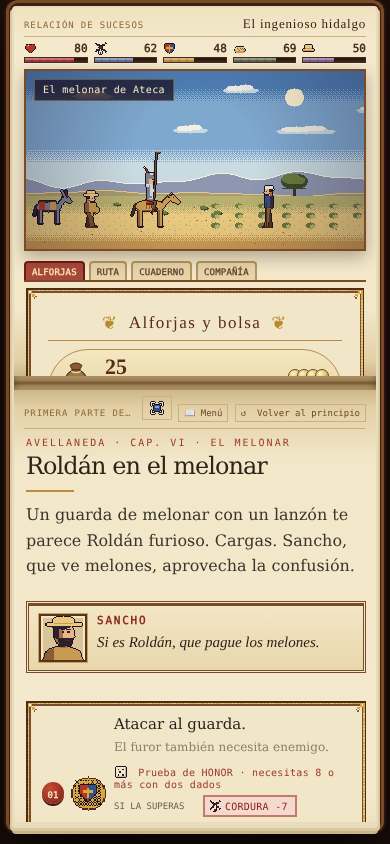 RELACIÓN DE SUCESOS
El ingenioso hidalgo
80 62 48 69 50
El melonar de Ateca
ALFORJAS RUTA CUADERNO COMPAÑÍA
Alforjas y bolsa
25
PRIMERA PARTE DE… Menú ↺ Volver al principio
AVELLANEDA · CAP. VI · EL MELONAR
Roldán en el melonar
Un guarda de melonar con un lanzón te
parece Roldán furioso. Cargas. Sancho,
que ve melones, aprovecha la confusión.
SANCHO
Si es Roldán, que pague los melones.
Atacar al guarda.
El furor también necesita enemigo.
01
Prueba de HONOR · necesitas 8 o
más con dos dados
SI LA SUPERAS CORDURA -7